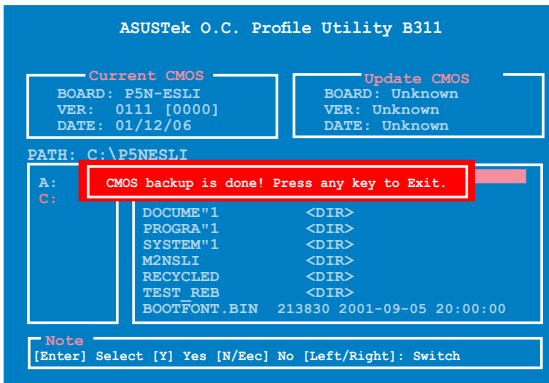 ASUSTek O.C. Profile Utility B311
Current CMOS
BOARD: P5N-ESLI
VER: 0111 [0000]
DATE: 01/12/06
Update CMOS
BOARD: Unknown
VER: Unknown
DATE: Unknown
PATH: C:\P5NESLI
A:
C:
CMOS backup is done! Press any key to Exit.
DOCUME"1 <DIR>
PROGRA"1 <DIR>
SYSTEM"1 <DIR>
M2NSLI <DIR>
RECYCLED <DIR>
TEST_REB <DIR>
BOOTFONT.BIN 213830 2001-09-05 20:00:00
Note
[Enter] Select [Y] Yes [N/Eec] No [Left/Right]: Switch